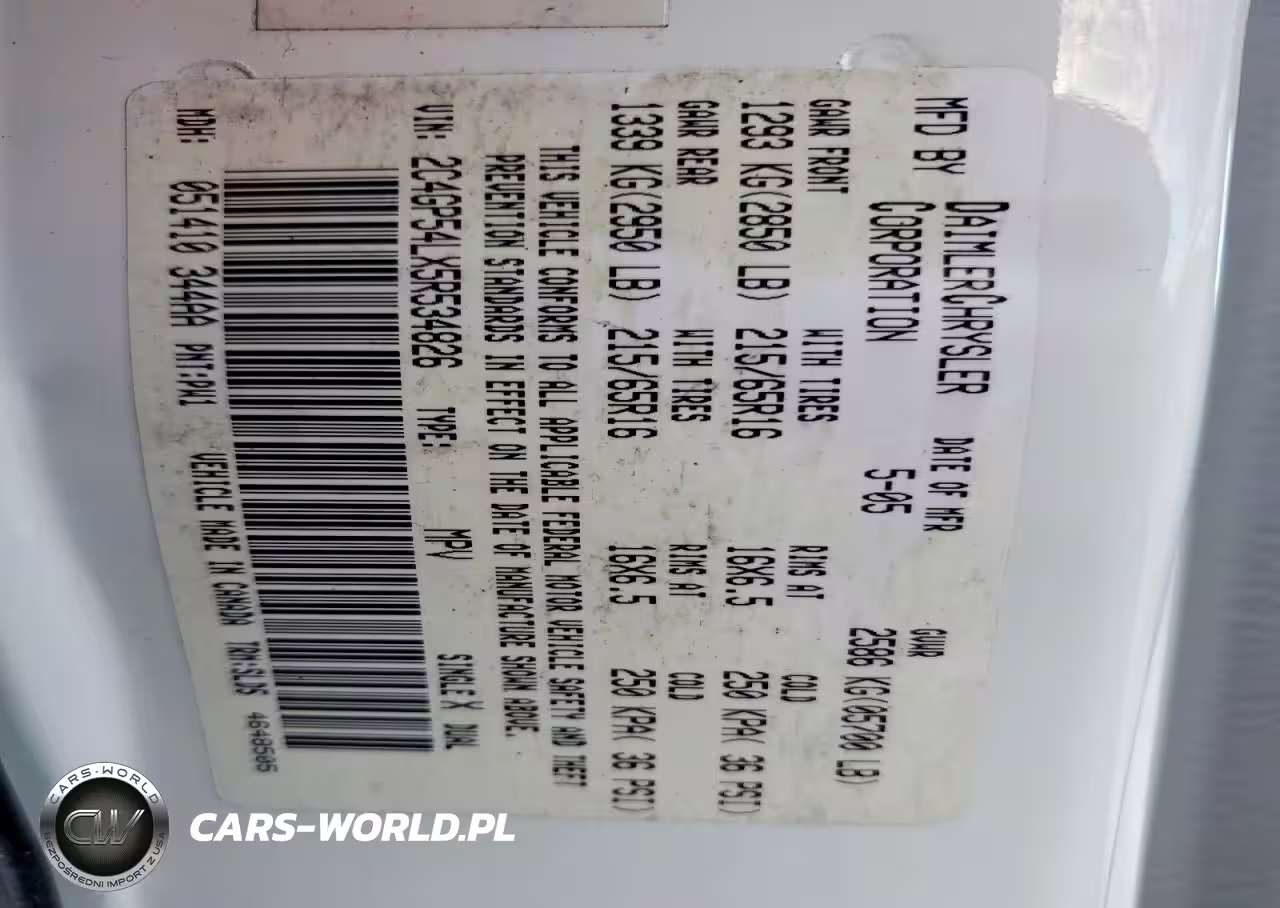 MFD BY DAIMLERCHRYSLER CORPORATION DATE OF MFR 5-05 GVWR 2586 KG(05700 LB)
GAWR FRONT WITH TIRES RIMS AT COLD
1293 KG(2850 LB) 215/65R16 16X6.5 250 KPA( 36 PSI)
GAWR REAR WITH TIRES RIMS AT COLD
1339 KG(2950 LB) 215/65R16 16X6.5 250 KPA( 36 PSI)
THIS VEHICLE CONFORMS TO ALL APPLICABLE FEDERAL MOTOR VEHICLE SAFETY AND THEFT
PREVENTION STANDARDS IN EFFECT ON THE DATE OF MANUFACTURE SHOWN ABOVE.
VIN: 2C4GP54LX5R534826 TYPE: MPV SINGLE X DUAL
MDH: 051410 344AA PNT:PW1 VEHICLE MADE IN CANADA TRM:SLJ5 4648505
CARS-WORLD
CW
BEZPOŚREDNI IMPORT Z USA
CARS-WORLD.PL